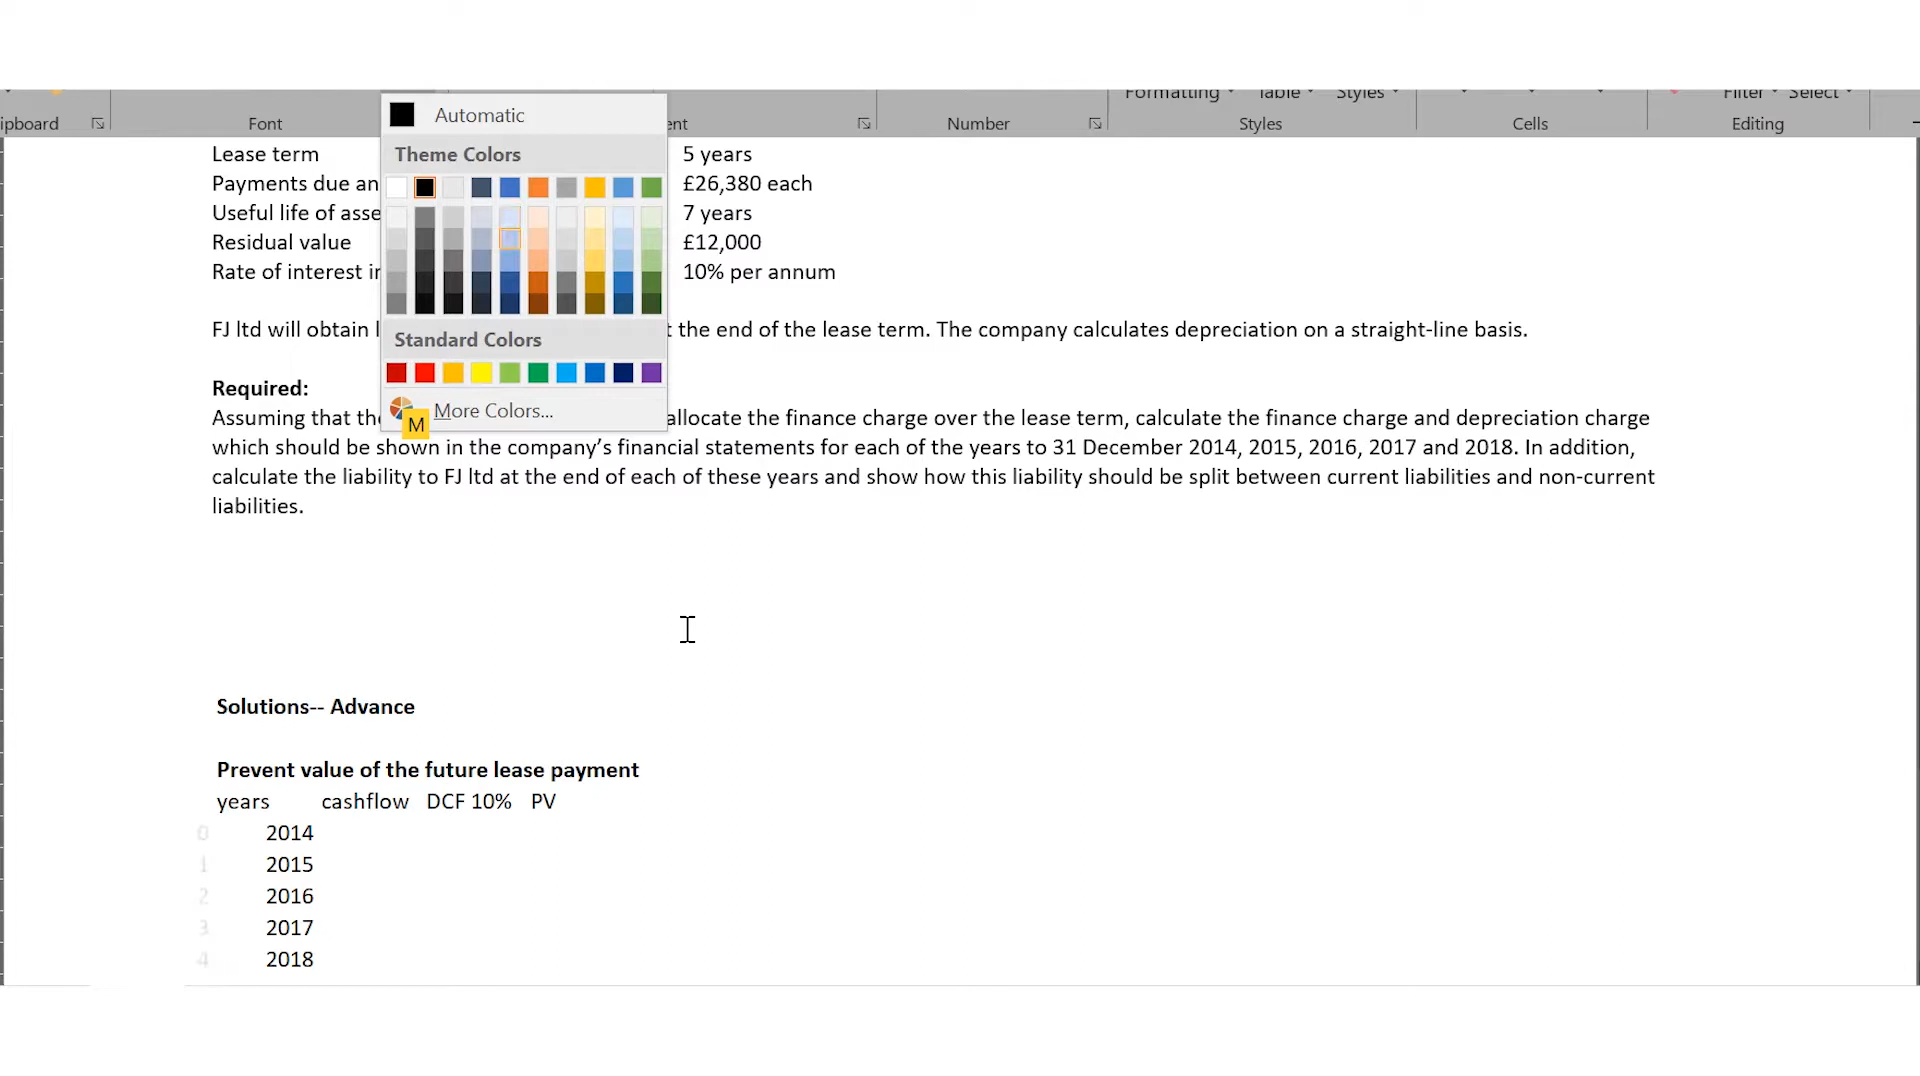 Formatting Table Styles Filter Select
ipboard Font ent Number Styles Cells Editing
Automatic
Theme Colors
Standard Colors
More Colors...
M
Lease term 5 years
Payments due an £26,380 each
Useful life of asse 7 years
Residual value £12,000
Rate of interest i 10% per annum
FJ ltd will obtain l t the end of the lease term. The company calculates depreciation on a straight-line basis.
Required:
Assuming that the allocate the finance charge over the lease term, calculate the finance charge and depreciation charge
which should be shown in the company’s financial statements for each of the years to 31 December 2014, 2015, 2016, 2017 and 2018. In addition,
calculate the liability to FJ ltd at the end of each of these years and show how this liability should be split between current liabilities and non-current
liabilities.
Solutions-- Advance
Prevent value of the future lease payment
years cashflow DCF 10% PV
0 2014
1 2015
2 2016
3 2017
4 2018